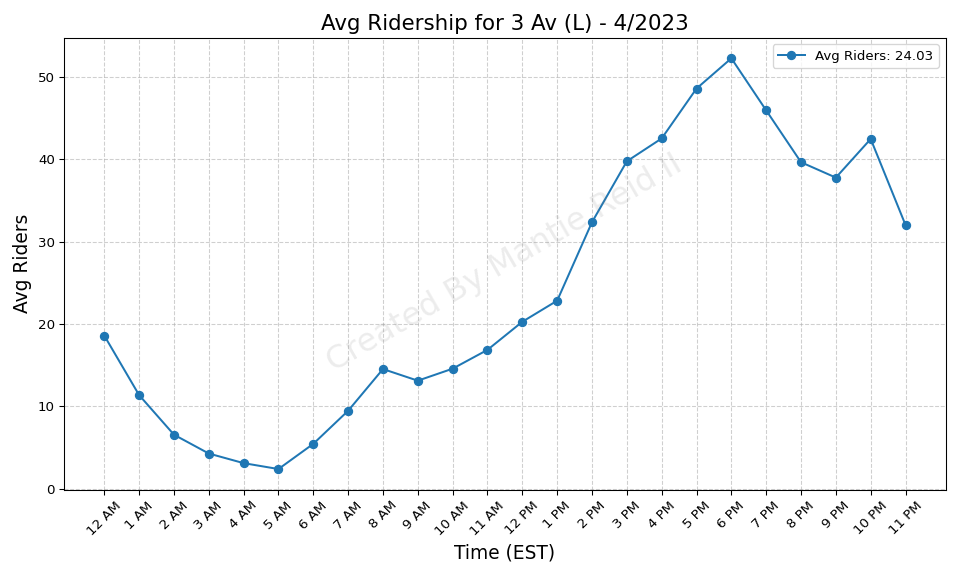 Avg Ridership for 3 Av (L) - 4/2023
Avg Riders: 24.03
Avg Riders
50
40
30
20
10
0
Created By Mantie Reid II
12 AM
1 AM
2 AM
3 AM
4 AM
5 AM
6 AM
7 AM
8 AM
9 AM
10 AM
11 AM
12 PM
1 PM
2 PM
3 PM
4 PM
5 PM
6 PM
7 PM
8 PM
9 PM
10 PM
11 PM
Time (EST)